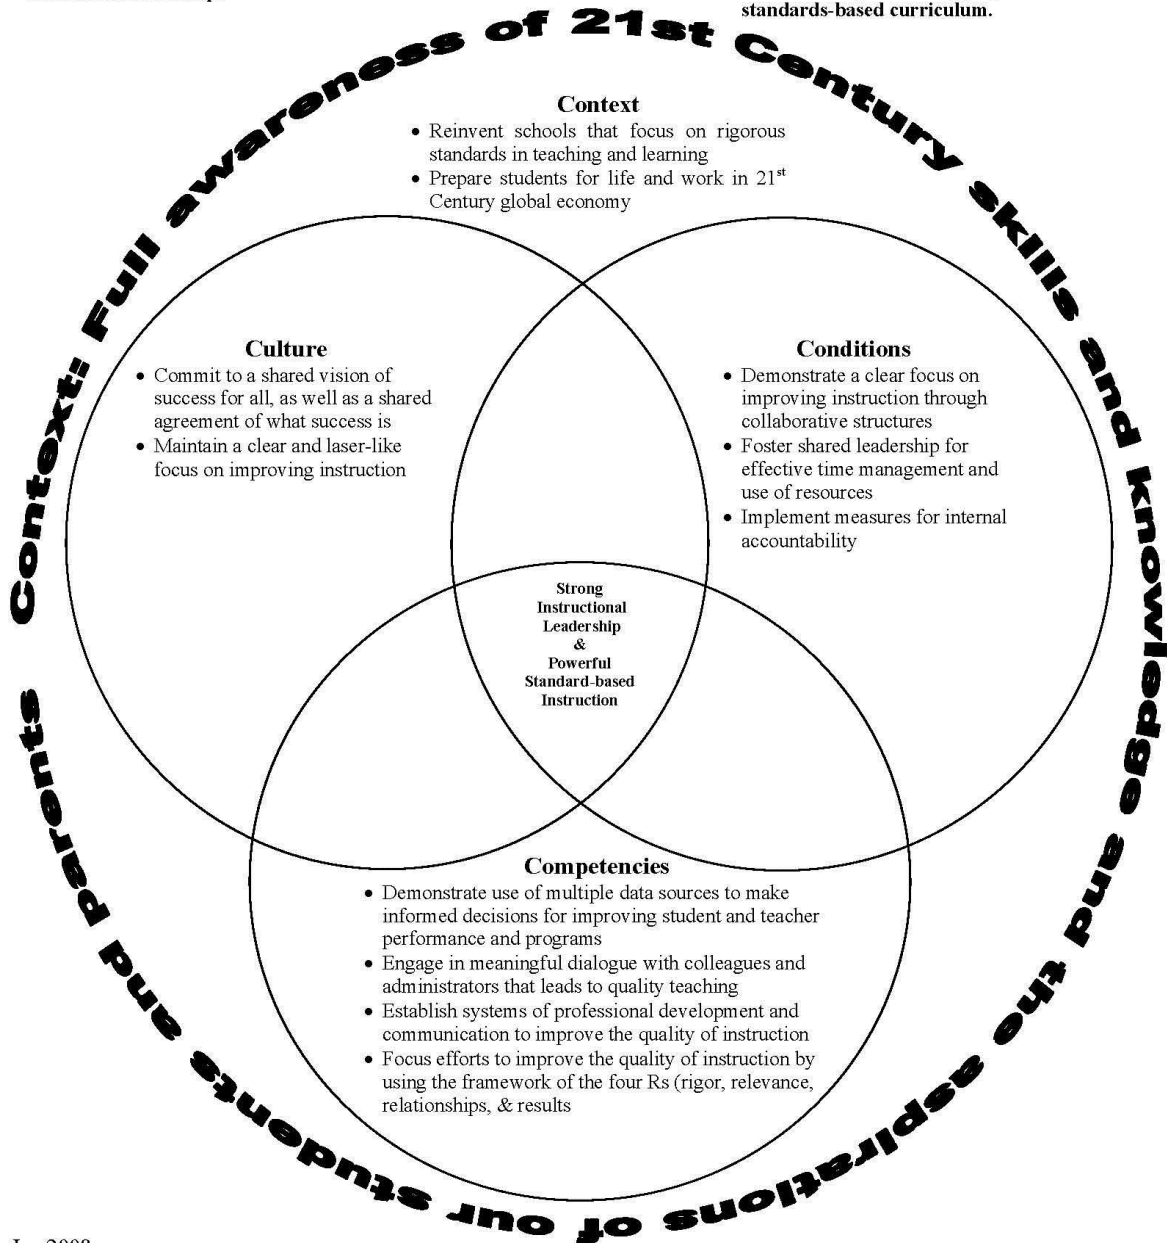 standards-based curriculum.
Context: Full awareness of 21st Century skills and knowledge and the aspirations of our students and parents
Context
• Reinvent schools that focus on rigorous
standards in teaching and learning
• Prepare students for life and work in 21st
Century global economy
Culture
• Commit to a shared vision of
success for all, as well as a shared
agreement of what success is
• Maintain a clear and laser-like
focus on improving instruction
Conditions
• Demonstrate a clear focus on
improving instruction through
collaborative structures
• Foster shared leadership for
effective time management and
use of resources
• Implement measures for internal
accountability
Strong
Instructional
Leadership
&
Powerful
Standard-based
Instruction
Competencies
• Demonstrate use of multiple data sources to make
informed decisions for improving student and teacher
performance and programs
• Engage in meaningful dialogue with colleagues and
administrators that leads to quality teaching
• Establish systems of professional development and
communication to improve the quality of instruction
• Focus efforts to improve the quality of instruction by
using the framework of the four Rs (rigor, relevance,
relationships, & results